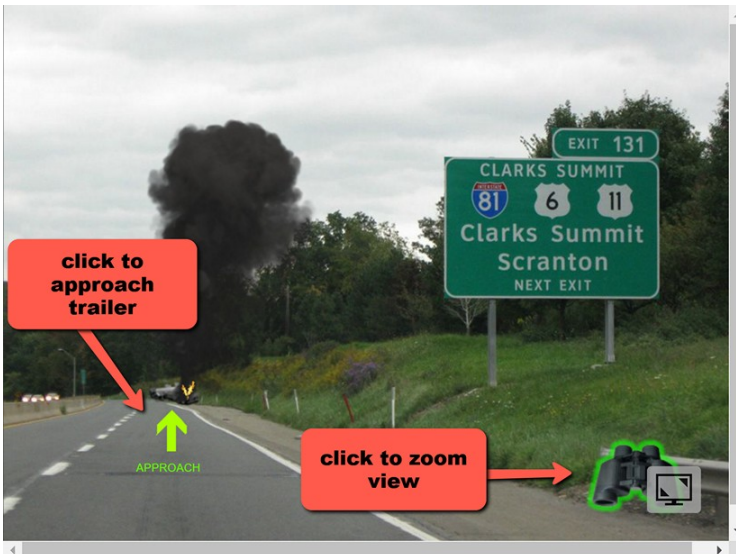 EXIT 131
CLARKS SUMMIT
INTERSTATE
81 6 11
Clarks Summit
Scranton
NEXT EXIT
click to
approach
trailer
APPROACH
click to zoom
view